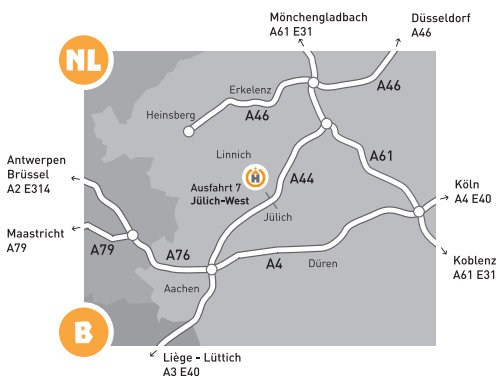 Mönchengladbach
A61 E31
Düsseldorf
A46
NL
A46
Erkelenz
A46
Heinsberg
Linnich
A61
Antwerpen
Brüssel
A2 E314
Ausfahrt 7
Jülich-West
H
A44
Köln
A4 E40
Jülich
Maastricht
A79
A79
A76
A4
Düren
Koblenz
A61 E31
Aachen
B
Liège - Lüttich
A3 E40